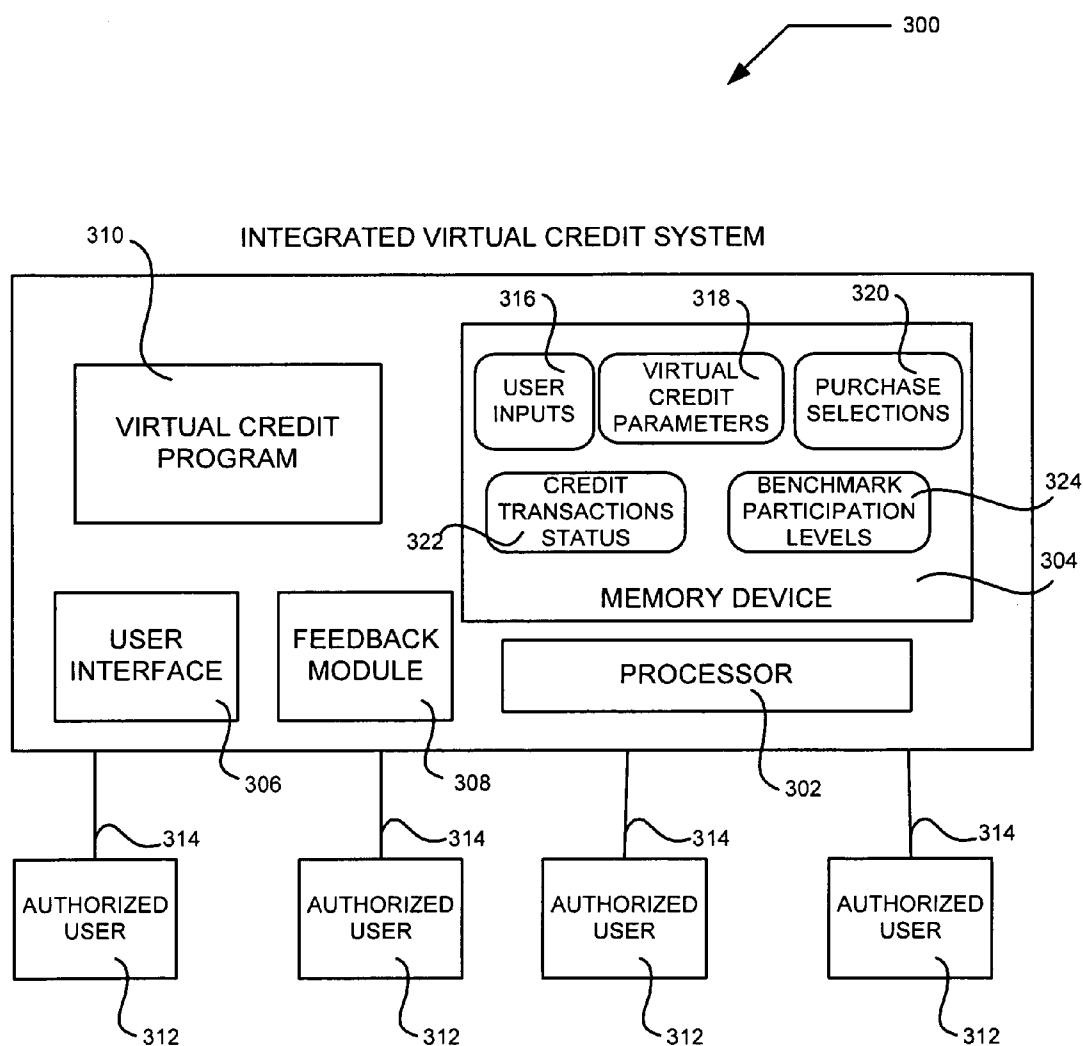 300
310
INTEGRATED VIRTUAL CREDIT SYSTEM
316
318
320
VIRTUAL CREDIT
PROGRAM
USER
INPUTS
VIRTUAL
CREDIT
PARAMETERS
PURCHASE
SELECTIONS
CREDIT
TRANSACTIONS
STATUS
322
BENCHMARK
PARTICIPATION
LEVELS
324
304
MEMORY DEVICE
USER
INTERFACE
FEEDBACK
MODULE
PROCESSOR
306
308
302
314
314
314
314
AUTHORIZED
USER
AUTHORIZED
USER
AUTHORIZED
USER
AUTHORIZED
USER
312
312
312
312